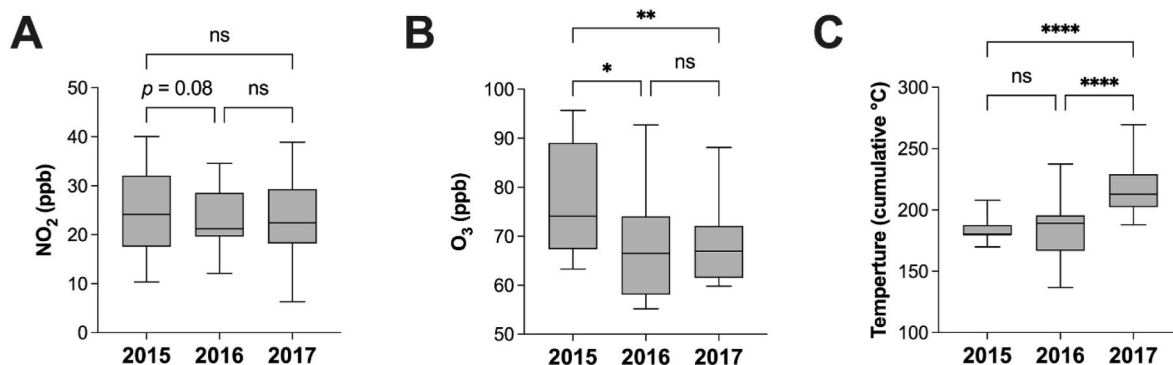 A
ns
p = 0.08
ns
NO₂ (ppb)
50
40
30
20
10
0
2015 2016 2017
B
**
*
ns
O₃ (ppb)
100
90
80
70
60
50
2015 2016 2017
C
****
ns
****
Temperture (cumulative °C)
300
250
200
150
100
2015 2016 2017